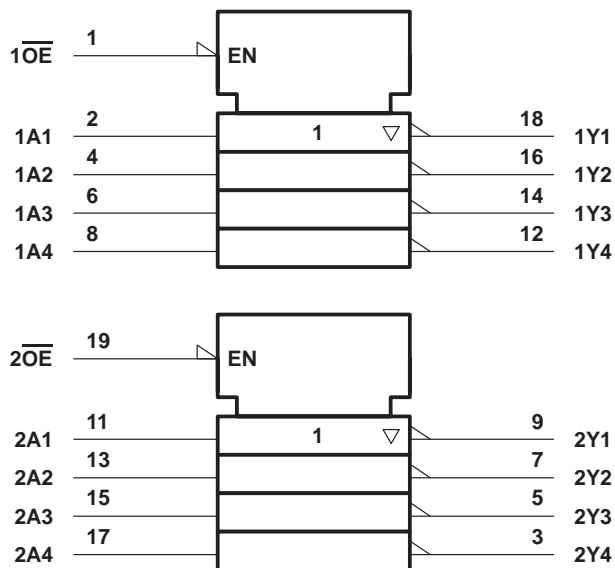 1O̅E̅ 1 EN
1A1 2 1 ▽ 18 1Y1
1A2 4 16 1Y2
1A3 6 14 1Y3
1A4 8 12 1Y4
2O̅E̅ 19 EN
2A1 11 1 ▽ 9 2Y1
2A2 13 7 2Y2
2A3 15 5 2Y3
2A4 17 3 2Y4